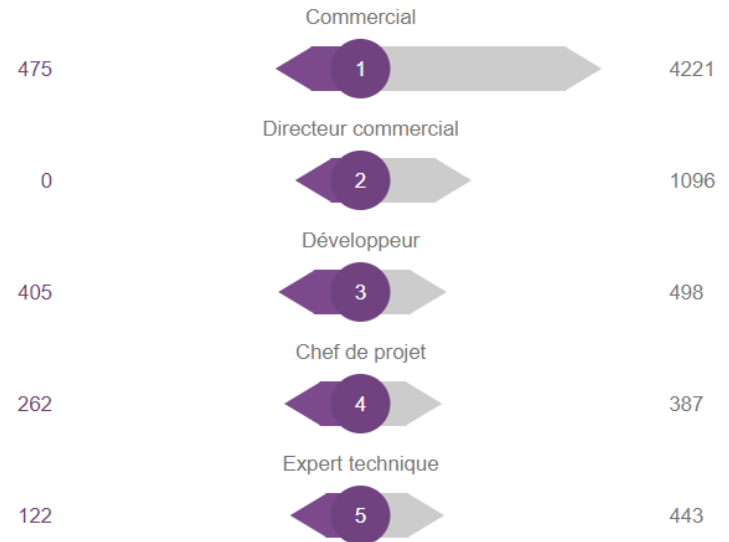 Commercial
475 1 4221
Directeur commercial
0 2 1096
Développeur
405 3 498
Chef de projet
262 4 387
Expert technique
122 5 443